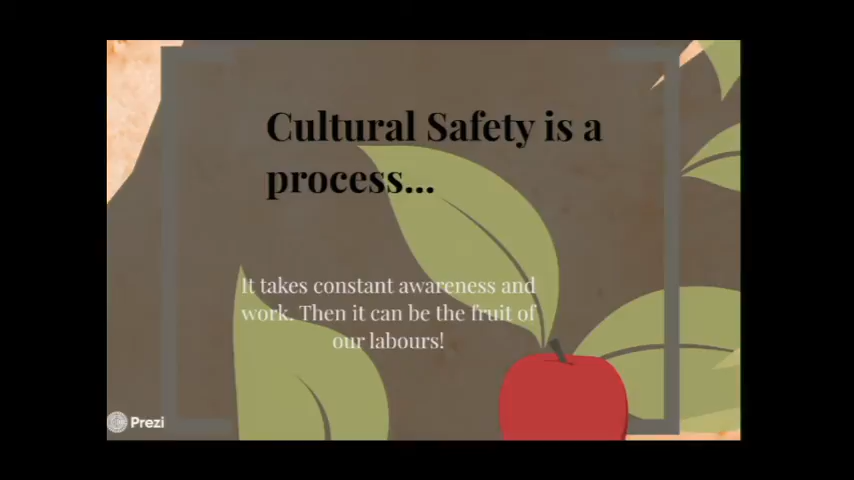 Cultural Safety is a
process...
It takes constant awareness and
work. Then it can be the fruit of
our labours!
Prezi